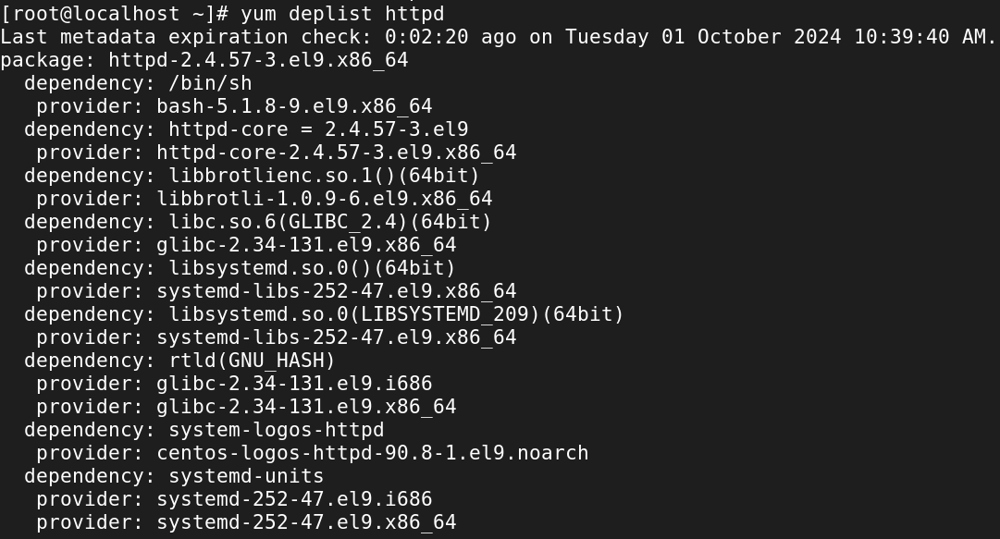 [root@localhost ~]# yum deplist httpd
Last metadata expiration check: 0:02:20 ago on Tuesday 01 October 2024 10:39:40 AM.
package: httpd-2.4.57-3.el9.x86_64
  dependency: /bin/sh
   provider: bash-5.1.8-9.el9.x86_64
  dependency: httpd-core = 2.4.57-3.el9
   provider: httpd-core-2.4.57-3.el9.x86_64
  dependency: libbrotlienc.so.1()(64bit)
   provider: libbrotli-1.0.9-6.el9.x86_64
  dependency: libc.so.6(GLIBC_2.4)(64bit)
   provider: glibc-2.34-131.el9.x86_64
  dependency: libsystemd.so.0()(64bit)
   provider: systemd-libs-252-47.el9.x86_64
  dependency: libsystemd.so.0(LIBSYSTEMD_209)(64bit)
   provider: systemd-libs-252-47.el9.x86_64
  dependency: rtld(GNU_HASH)
   provider: glibc-2.34-131.el9.i686
   provider: glibc-2.34-131.el9.x86_64
  dependency: system-logos-httpd
   provider: centos-logos-httpd-90.8-1.el9.noarch
  dependency: systemd-units
   provider: systemd-252-47.el9.i686
   provider: systemd-252-47.el9.x86_64